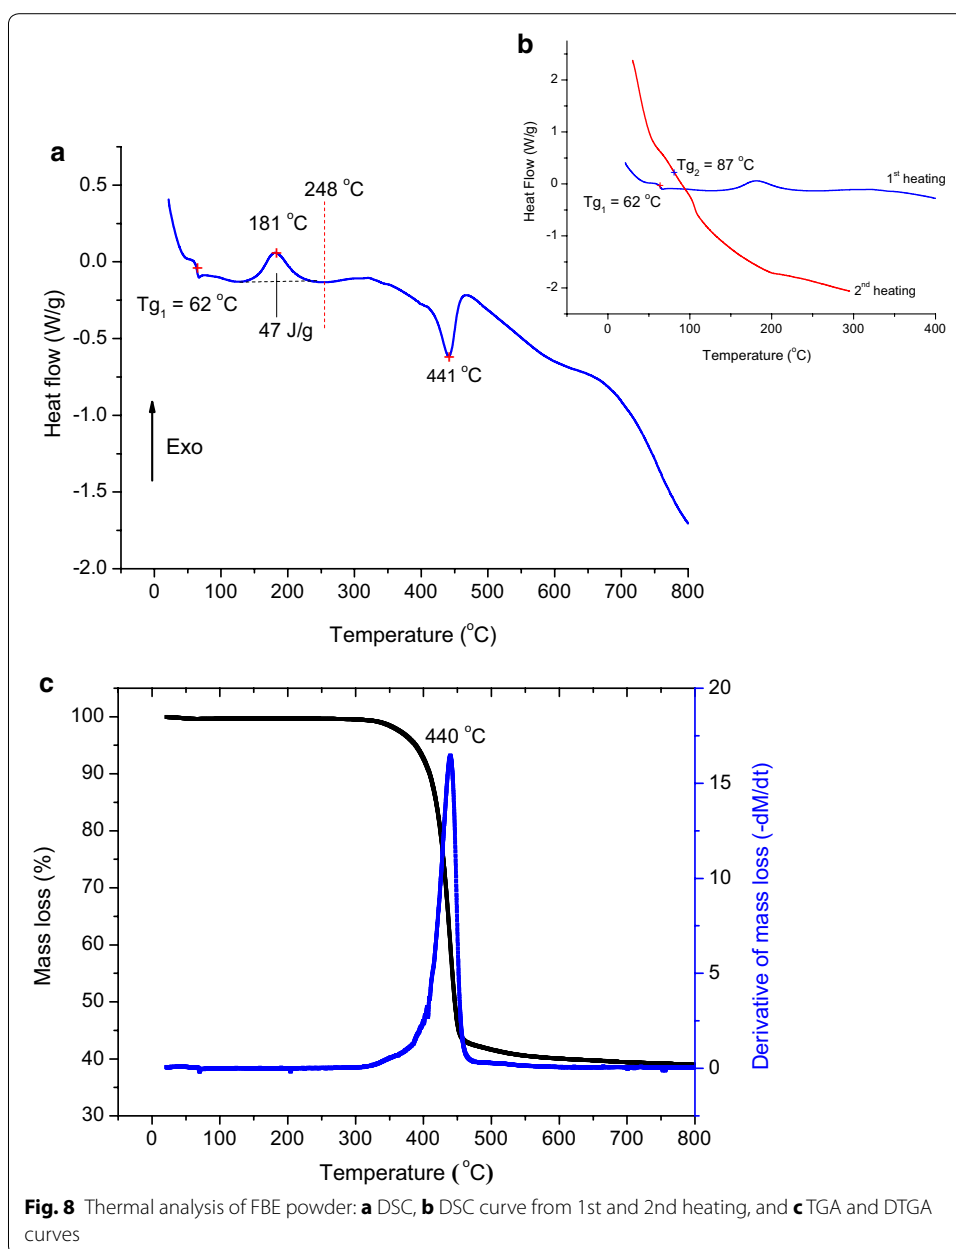 a
0.5
0.0
-0.5
-1.0
-1.5
-2.0
Heat flow (W/g)
248 °C
181 °C
Tg1 = 62 °C
47 J/g
441 °C
Exo
0 100 200 300 400 500 600 700 800
Temperature (°C)
b
2
1
0
-1
-2
Heat Flow (W/g)
Tg2 = 87 °C
1st heating
Tg1 = 62 °C
2nd heating
0 100 200 300 400
Temperature (°C)
c
100
90
80
70
60
50
40
30
Mass loss (%)
440 °C
20
15
10
5
0
Derivative of mass loss (-dM/dt)
0 100 200 300 400 500 600 700 800
Temperature (°C)
Fig. 8 Thermal analysis of FBE powder: a DSC, b DSC curve from 1st and 2nd heating, and c TGA and DTGA
curves